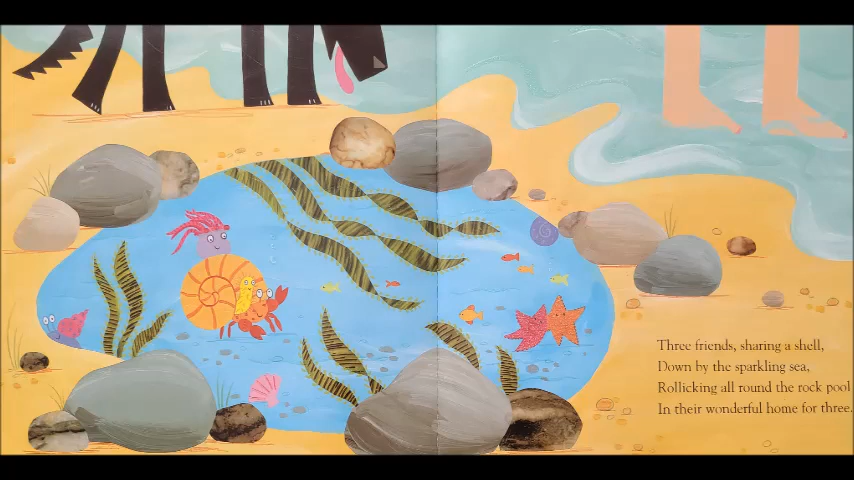 Three friends, sharing a shell,
Down by the sparkling sea,
Rollicking all round the rock pool
In their wonderful home for three.